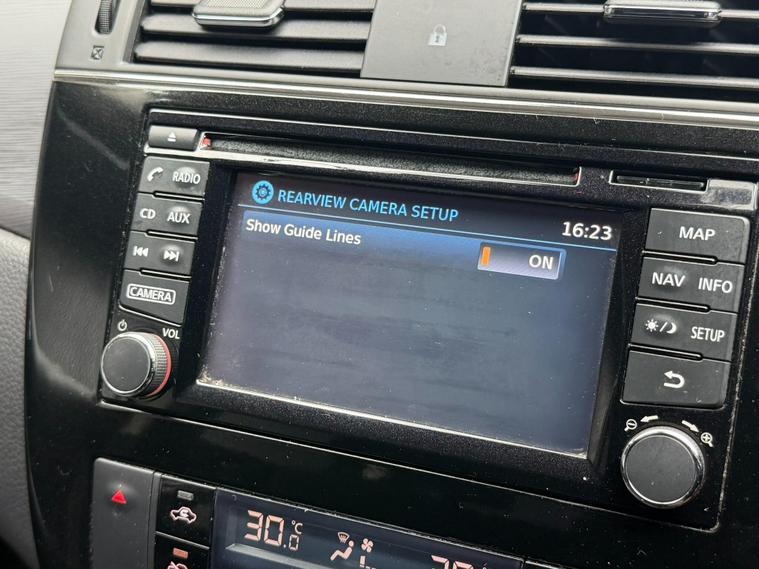 REARVIEW CAMERA SETUP
16:23
Show Guide Lines
ON
RADIO
CD AUX
CAMERA
VOL
MAP
NAV INFO
SETUP
30.0 °C